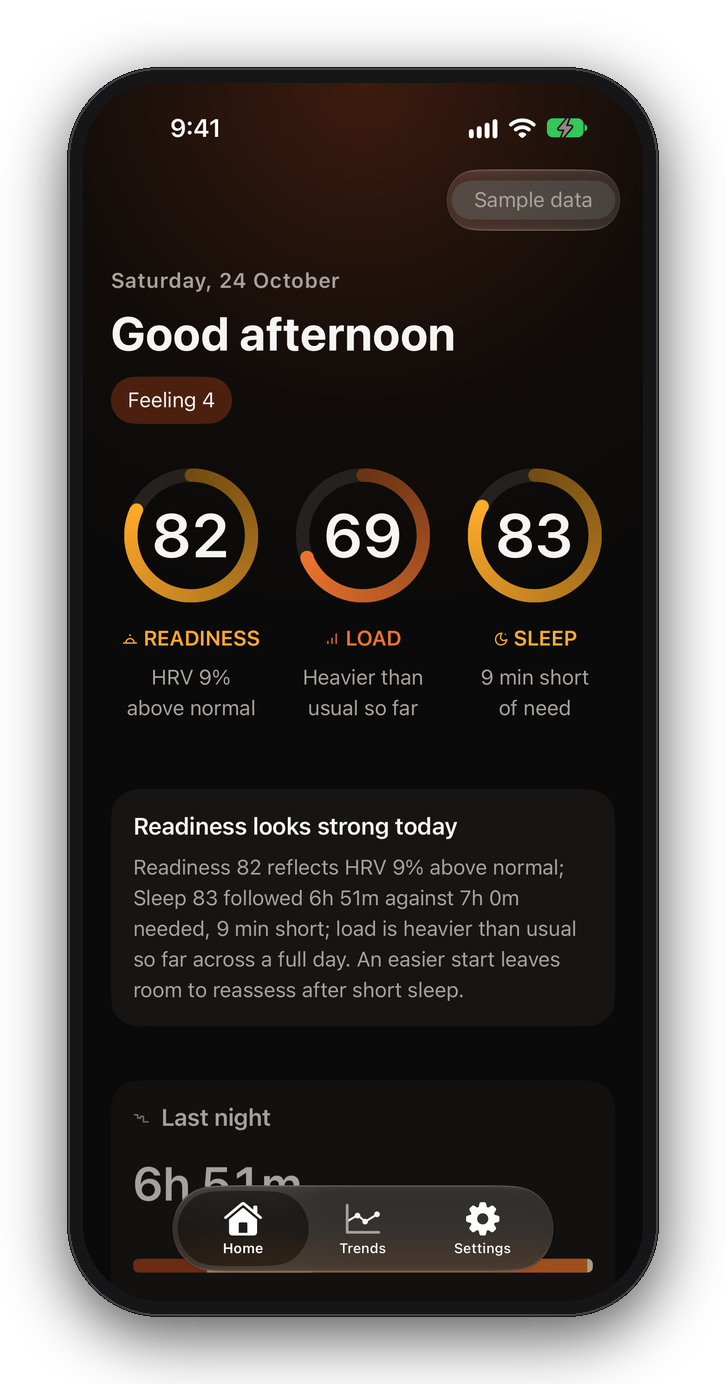 9:41
Sample data
Saturday, 24 October
Good afternoon
Feeling 4
82
69
83
READINESS
LOAD
SLEEP
HRV 9%
above normal
Heavier than
usual so far
9 min short
of need
Readiness looks strong today
Readiness 82 reflects HRV 9% above normal;
Sleep 83 followed 6h 51m against 7h 0m
needed, 9 min short; load is heavier than usual
so far across a full day. An easier start leaves
room to reassess after short sleep.
Last night
6h 51m
Home
Trends
Settings